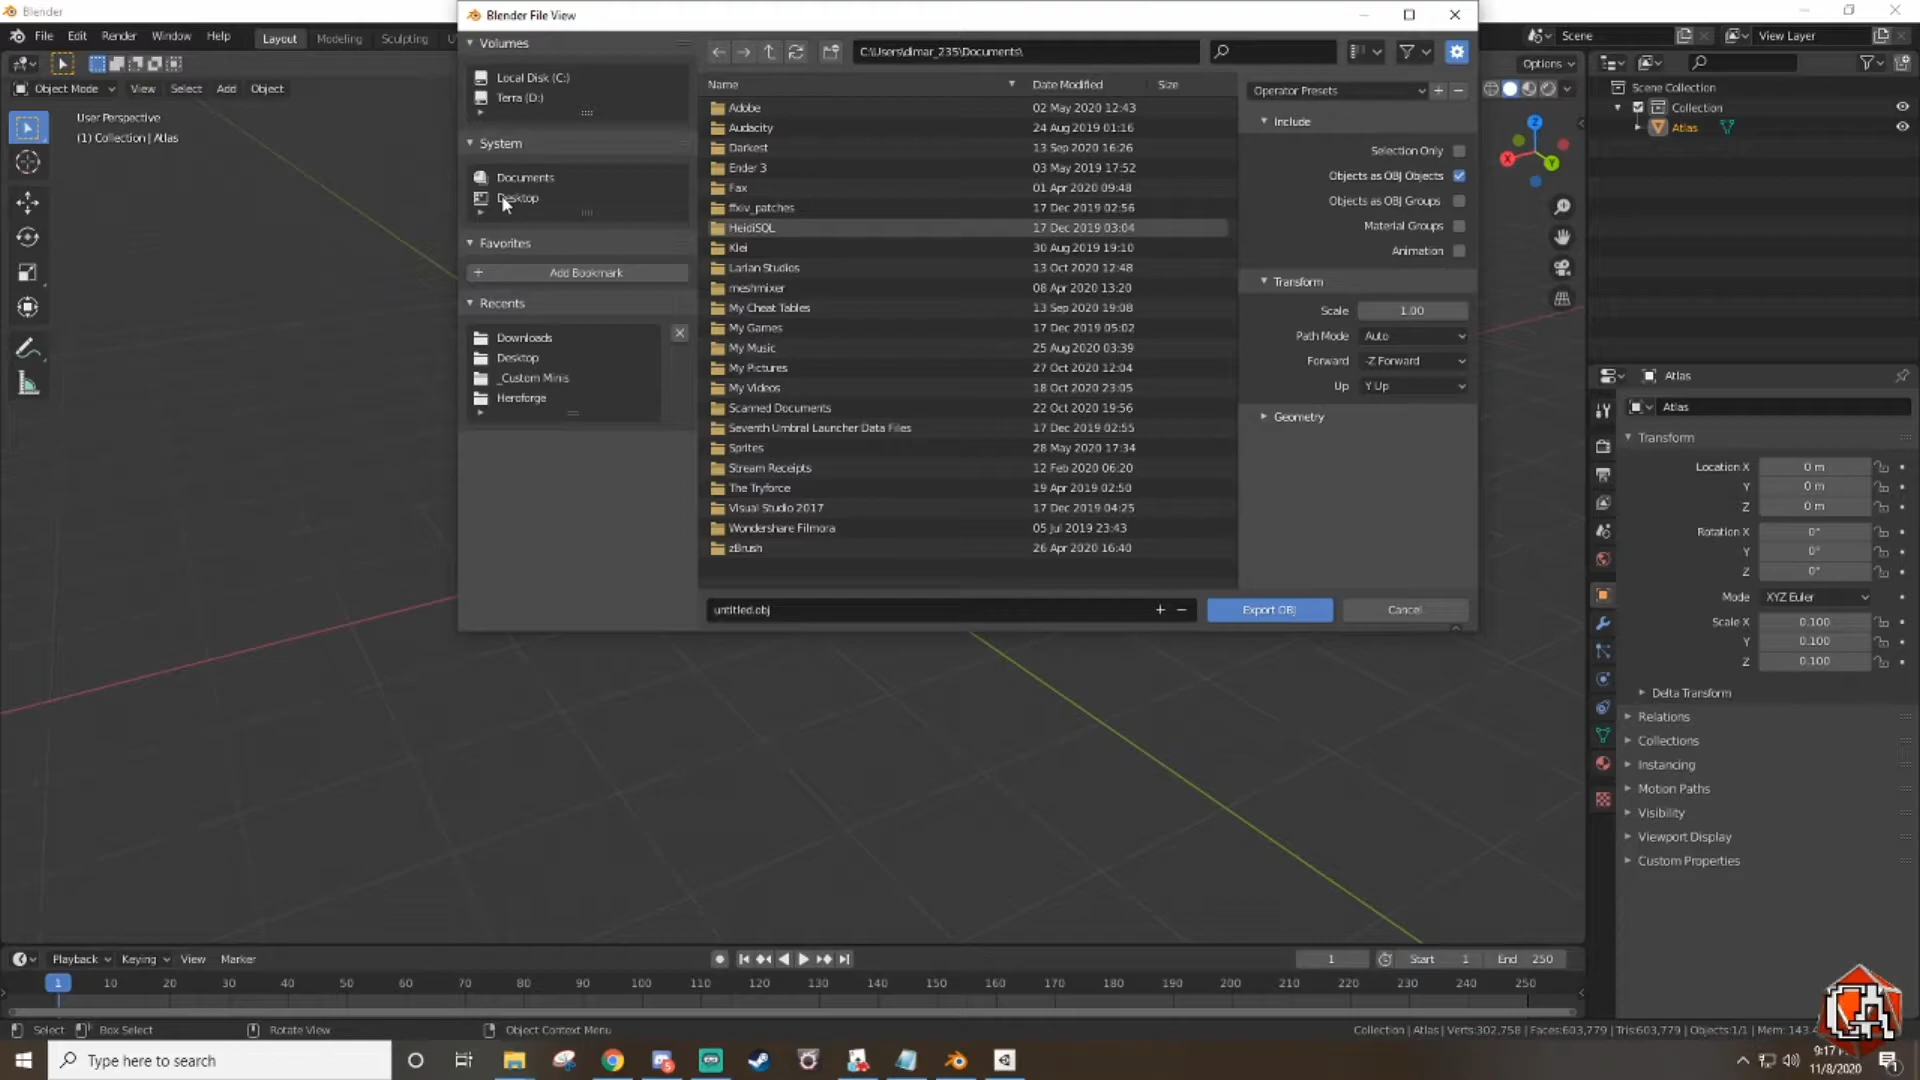 Blender
File Edit Render Window Help Layout Modeling Sculpting
Object Mode View Select Add Object
User Perspective
(1) Collection | Atlas
Blender File View
Volumes
Local Disk (C:)
Terra (D:)
System
Documents
Desktop
Favorites
Add Bookmark
Recents
Downloads
Desktop
_Custom Minis
Heroforge
C:\Users\dimar_235\Documents\
Name Date Modified Size
Adobe 02 May 2020 12:43
Audacity 24 Aug 2019 01:16
Darkest 13 Sep 2020 16:26
Ender 3 03 May 2019 17:52
Fax 01 Apr 2020 09:48
ffxiv_patches 17 Dec 2019 02:56
HeidiSQL 17 Dec 2019 03:04
Klei 30 Aug 2019 19:10
Larian Studios 13 Oct 2020 12:48
meshmixer 08 Apr 2020 13:20
My Cheat Tables 13 Sep 2020 19:08
My Games 17 Dec 2019 05:02
My Music 25 Aug 2020 03:39
My Pictures 27 Oct 2020 12:04
My Videos 18 Oct 2020 23:05
Scanned Documents 22 Oct 2020 19:56
Seventh Umbral Launcher Data Files 17 Dec 2019 02:55
Sprites 28 May 2020 17:34
Stream Receipts 12 Feb 2020 06:20
The Tryforce 19 Apr 2019 02:50
Visual Studio 2017 17 Dec 2019 04:25
Wondershare Filmora 05 Jul 2019 23:43
zBrush 26 Apr 2020 16:40
untitled.obj
Export OBJ
Cancel
Operator Presets
Include
Selection Only
Objects as OBJ Objects
Objects as OBJ Groups
Material Groups
Animation
Transform
Scale 1.00
Path Mode Auto
Forward -Z Forward
Up Y Up
Geometry
Scene View Layer
Options
Scene Collection
Collection
Atlas
Z
X
Y
Atlas
Atlas
Transform
Location X 0 m
Y 0 m
Z 0 m
Rotation X 0°
Y 0°
Z 0°
Mode XYZ Euler
Scale X 0.100
Y 0.100
Z 0.100
Delta Transform
Relations
Collections
Instancing
Motion Paths
Visibility
Viewport Display
Custom Properties
Playback Keying View Marker
1 Start 1 End 250
1 10 20 30 40 50 60 70 80 90 100 110 120 130 140 150 160 170 180 190 200 210 220 230 240 250
Select Box Select Rotate View Object Context Menu
Collection | Atlas | Verts:302,758 | Faces:603,779 | Tris:603,779 | Objects:1/1 | Mem: 143.
Type here to search
9:17
11/8/2020